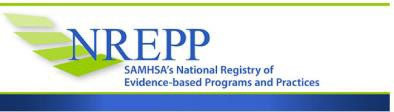 NREPP
SAMHSA's National Registry of
Evidence-based Programs and Practices